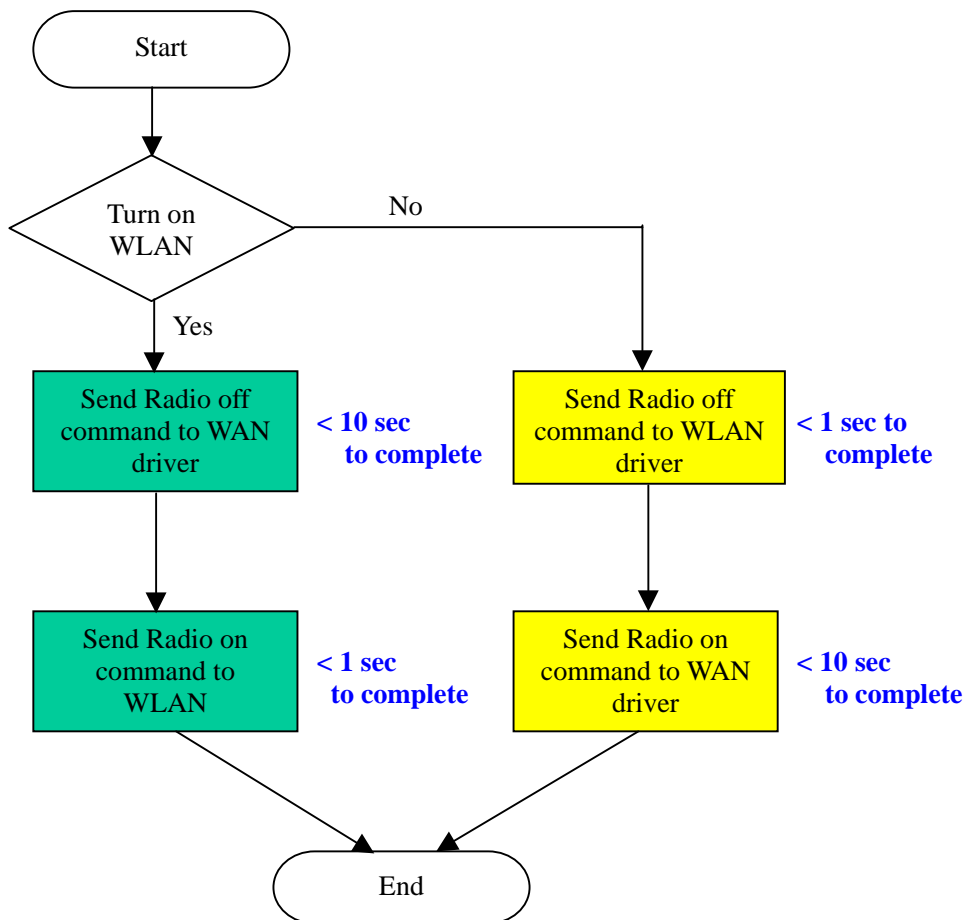 Start
Turn on
WLAN
No
Yes
Send Radio off
command to WAN
driver
< 10 sec
to complete
Send Radio off
command to WLAN
driver
< 1 sec to
complete
Send Radio on
command to
WLAN
< 1 sec
to complete
Send Radio on
command to WAN
driver
< 10 sec
to complete
End